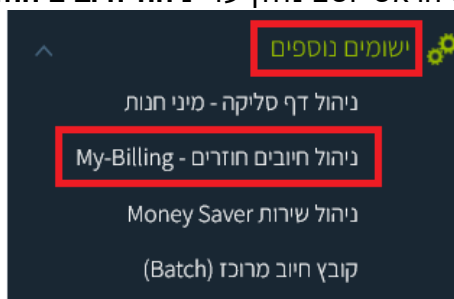 ישומים נוספים
ניהול דף סליקה - מיני חנות
ניהול חיובים חוזרים - My-Billing
ניהול שירות Money Saver
קובץ חיוב מרוכז (Batch)